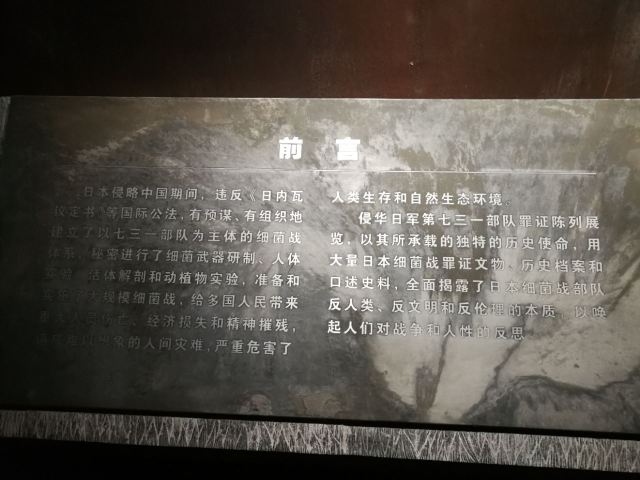 前言
日本侵略中国期间，违反《日内瓦
议定书》等国际公法，有预谋、有组织地
建立了以七三一部队为主体的细菌战
体系，秘密进行了细菌武器研制、人体
实验、活体解剖和动植物实验，准备和
实施了大规模细菌战，给多国人民带来
重大伤亡、经济损失和精神摧残，
难以想象的人间灾难，严重危害了
人类生存和自然生态环境。
侵华日军第七三一部队罪证陈列展
览，以其所承载的独特的历史使命，用
大量日本细菌战罪证文物、历史档案和
口述史料，全面揭露了日本细菌战部队
反人类、反文明和反伦理的本质，以唤
起人们对战争和人性的反思